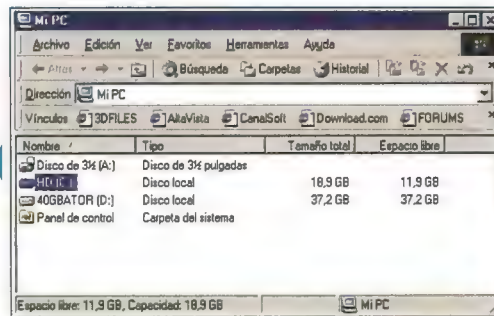 Mi PC
Archivo Edición Ver Favoritos Herramientas Ayuda
Atrás Búsqueda Carpetas Historial
Dirección Mi PC
Vínculos 3DFILES AltaVista CanalSoft Download.com FORUMS
Nombre Tipo Tamaño total Espacio libre
Disco de 3½ (A:) Disco de 3½ pulgadas
HD (C:) Disco local 18,9 GB 11,9 GB
40GBATOR (D:) Disco local 37,2 GB 37,2 GB
Panel de control Carpeta del sistema
Espacio libre: 11,9 GB, Capacidad: 18,9 GB Mi PC